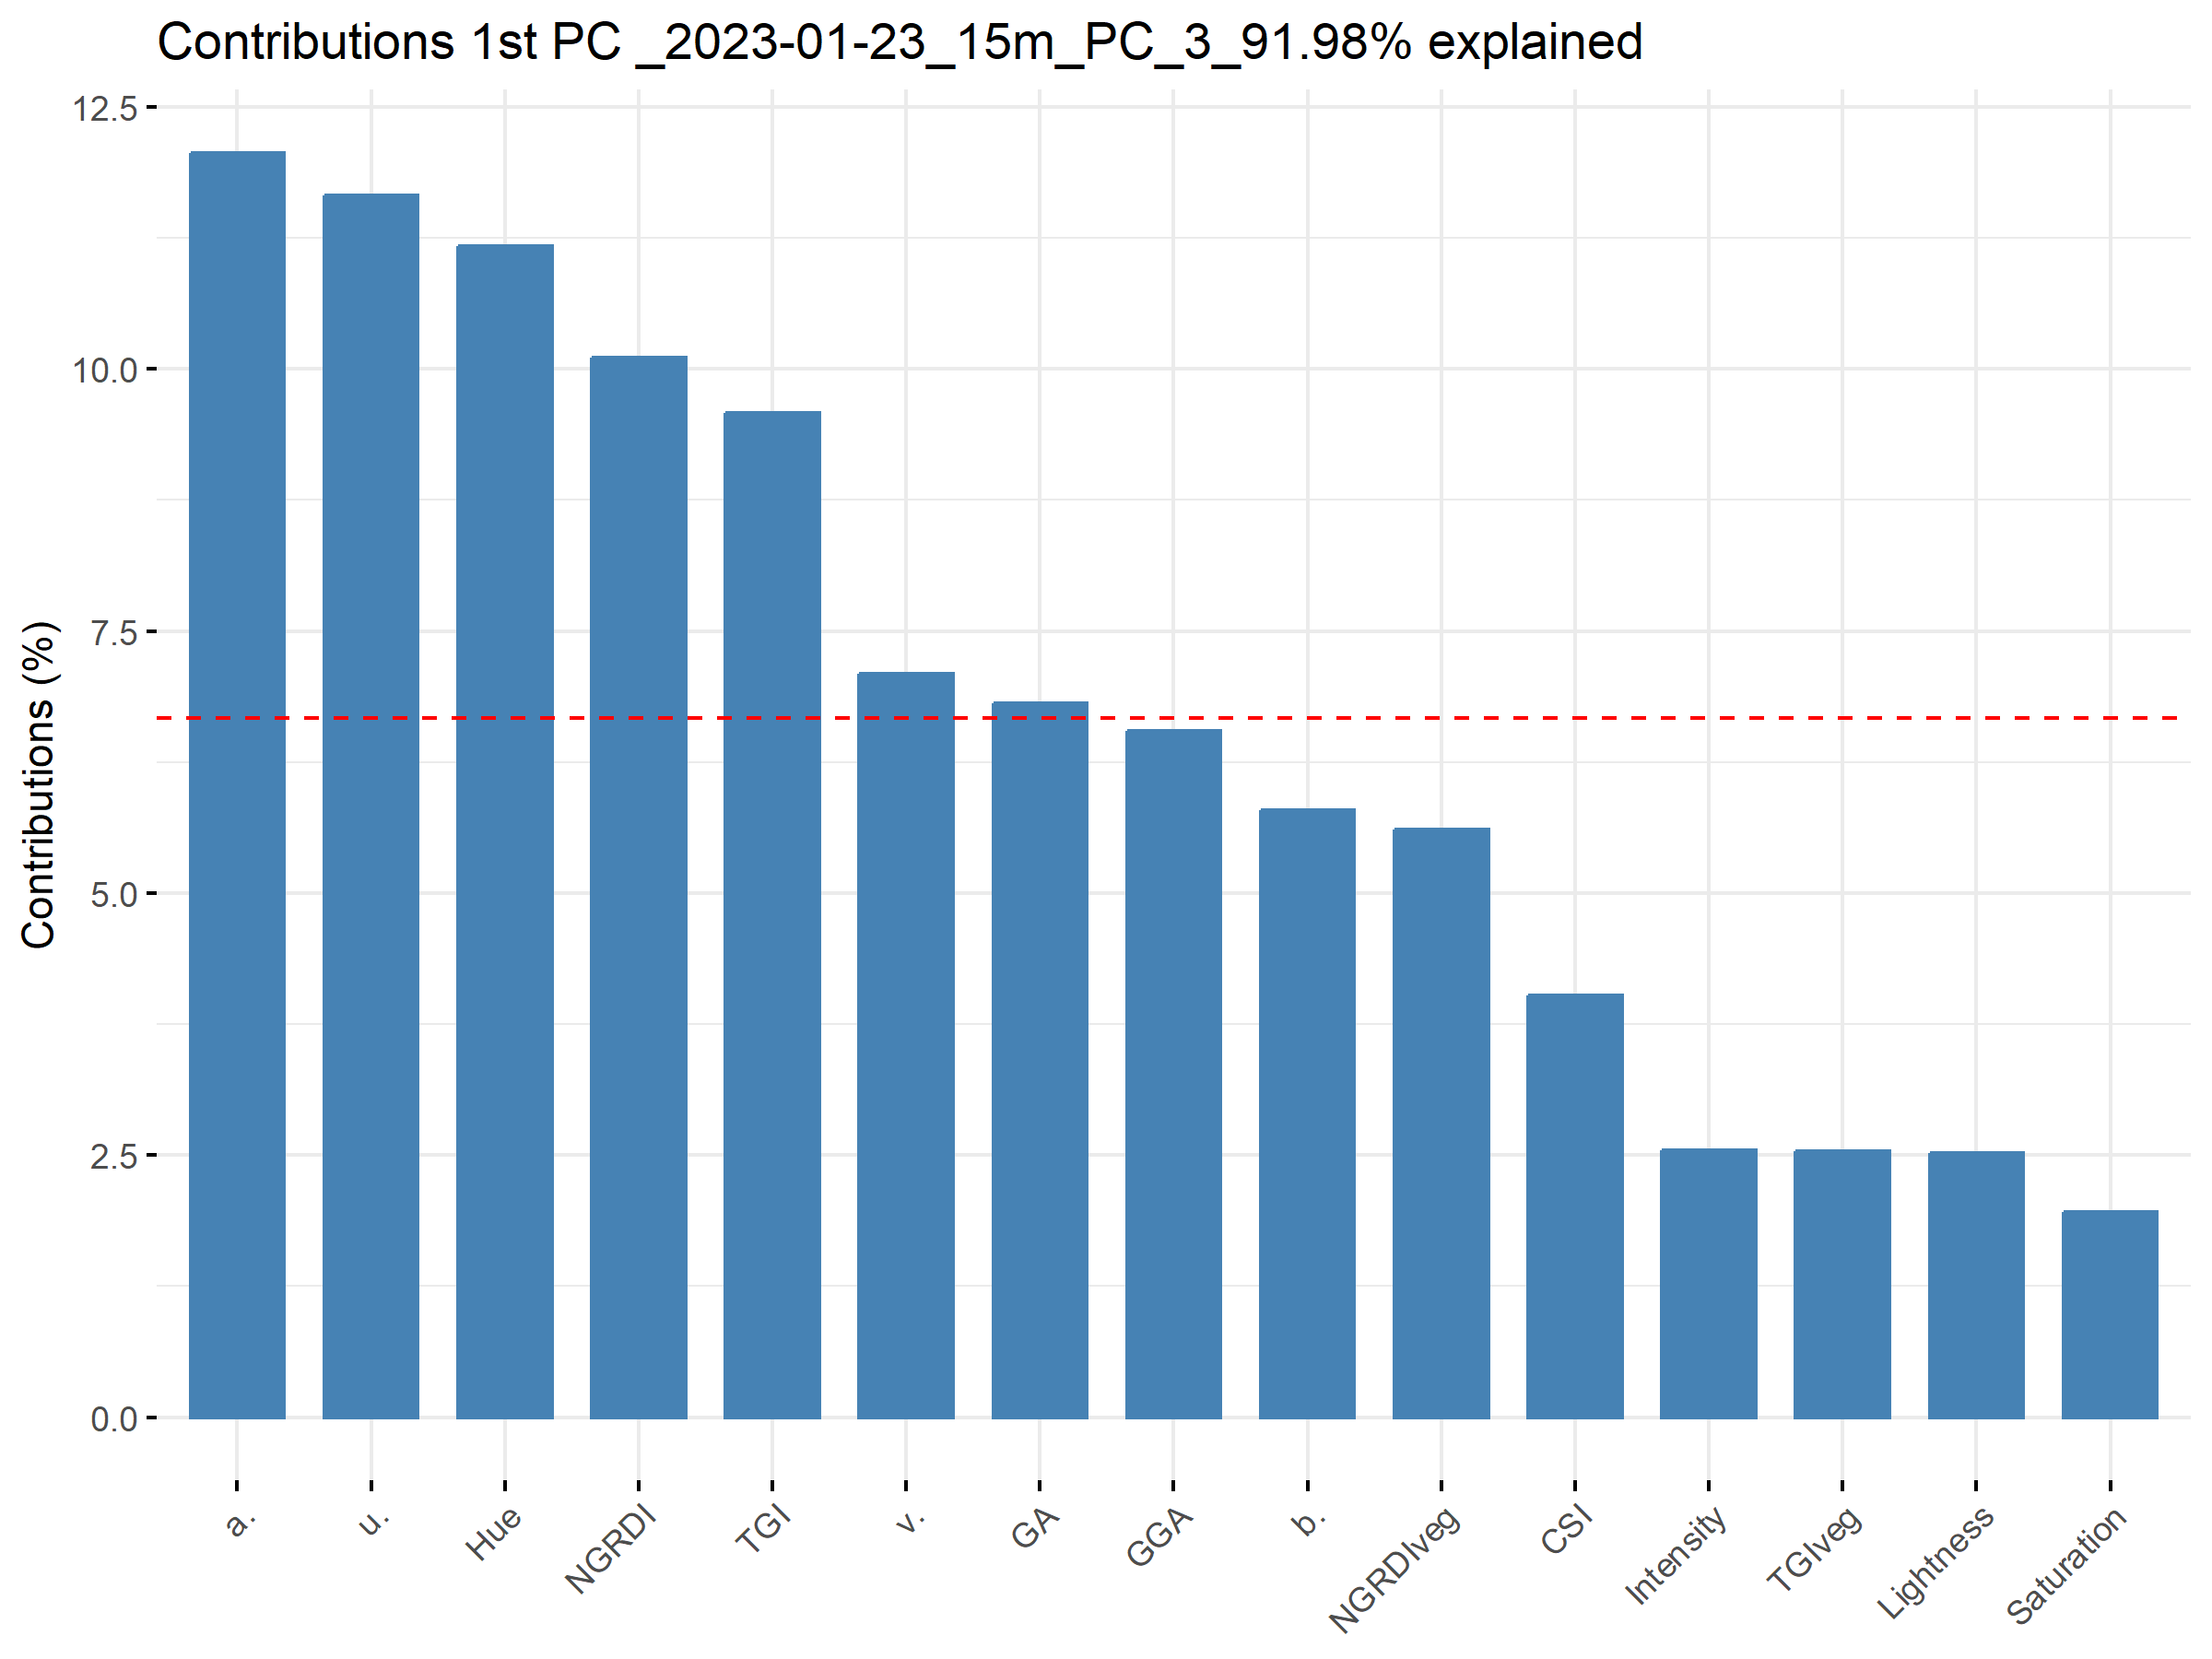 Contributions 1st PC _2023-01-23_15m_PC_3_91.98% explained
Contributions (%)
12.5
10.0
7.5
5.0
2.5
0.0
a.
u.
Hue
NGRDI
TGI
v.
GA
GGA
b.
NGRDIveg
CSI
Intensity
TGIveg
Lightness
Saturation